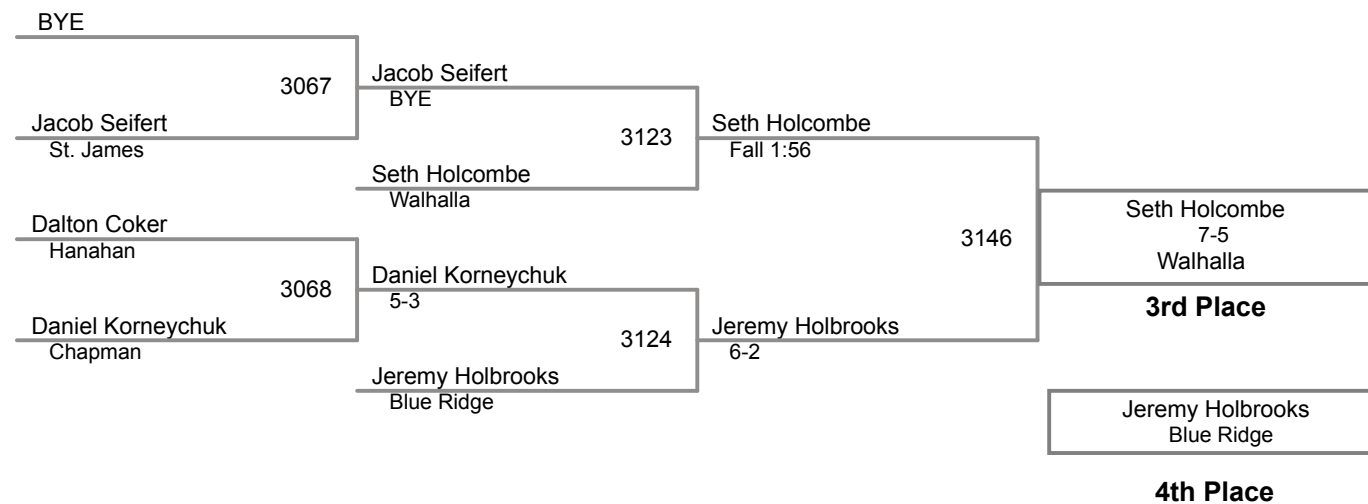 BYE
3067
Jacob Seifert
St. James
Jacob Seifert
BYE
3123
Seth Holcombe
Walhalla
Seth Holcombe
Fall 1:56
Dalton Coker
Hanahan
3068
Daniel Korneychuk
Chapman
Daniel Korneychuk
5-3
3124
Jeremy Holbrooks
Blue Ridge
Jeremy Holbrooks
6-2
3146
Seth Holcombe
7-5
Walhalla
3rd Place
Jeremy Holbrooks
Blue Ridge
4th Place